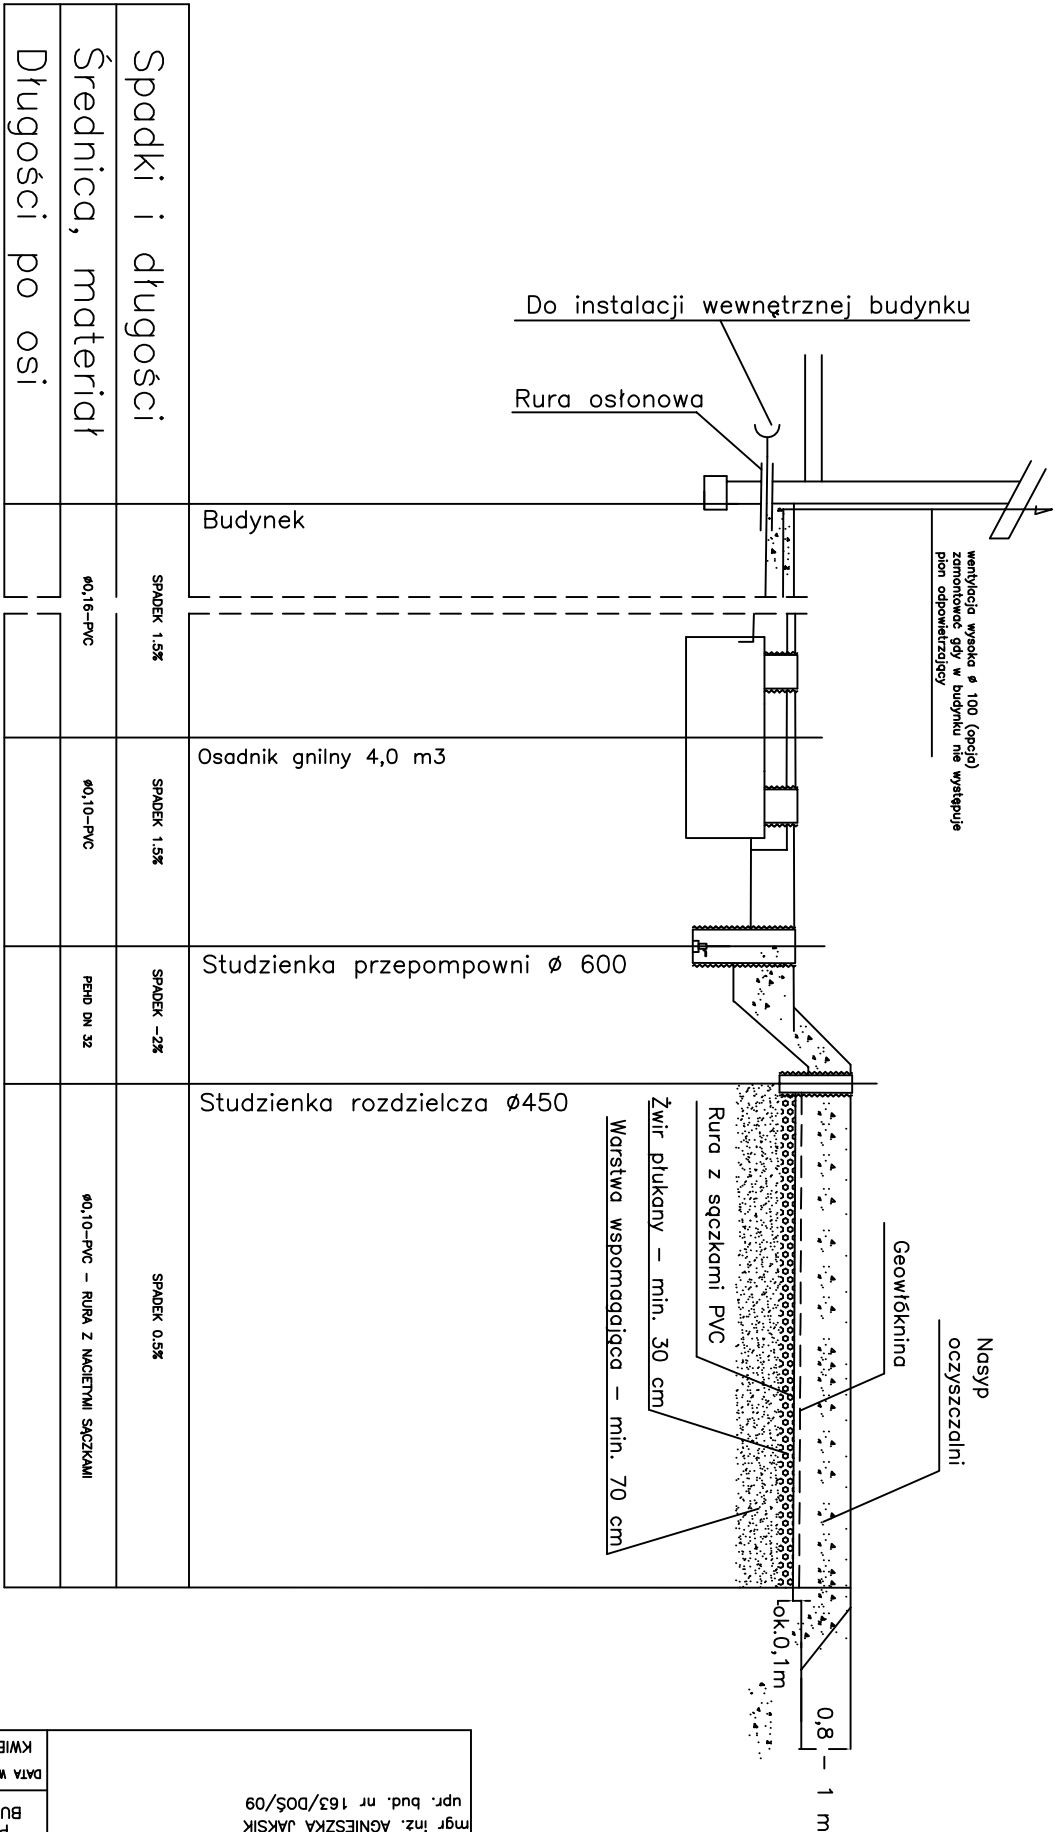 Do instalacji wewnętrznej budynku
Rura osłonowa
wentylacja wysoka ø 100 (opcja)
zamontować gdy w budynku nie występuje
pion odpowietrzający
Nasyp
oczyszczalni
Geowłóknina
Rura z sączkami PVC
Żwir płukany – min. 30 cm
Warstwa wspomagająca – min. 70 cm
ok.0,1m
0,8 – 1 m
Budynek
Osadnik gnilny 4,0 m3
Studzienka przepompowni ø 600
Studzienka rozdzielcza ø450
Spadki i długości
SPADEK 1.5%
SPADEK 1.5%
SPADEK -2%
SPADEK 0.5%
Średnica, materiał
ø0,16-PVC
ø0,10-PVC
PEHD DN 32
ø0,10-PVC – RURA Z NACIETYMI SĄCZKAMI
Długości po osi
mgr inż. AGNIESZKA JAKSIK
upr. bud. nr 163/DOŚ/09
DATA W
KWIE
BU